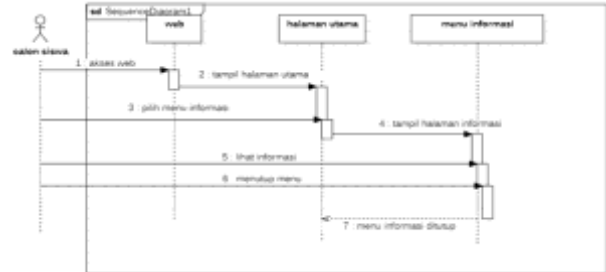 sd SequenceDiagram1
calon siswa
web
halaman utama
menu informasi
1 : akses web
2 : tampil halaman utama
3 : pilih menu informasi
4 : tampil halaman informasi
5 : lihat informasi
6 : menutup menu
7 : menu informasi ditutup